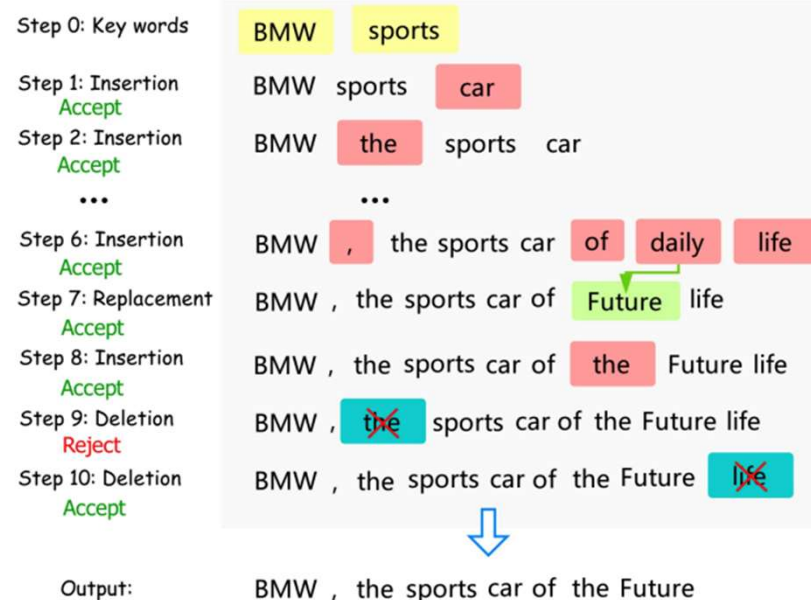 Step 0: Key words BMW sports
Step 1: Insertion BMW sports car
Accept
Step 2: Insertion BMW the sports car
Accept
... ...
Step 6: Insertion BMW , the sports car of daily life
Accept
Step 7: Replacement BMW , the sports car of Future life
Accept
Step 8: Insertion BMW , the sports car of the Future life
Accept
Step 9: Deletion BMW , the sports car of the Future life
Reject
Step 10: Deletion BMW , the sports car of the Future life
Accept
Output: BMW , the sports car of the Future